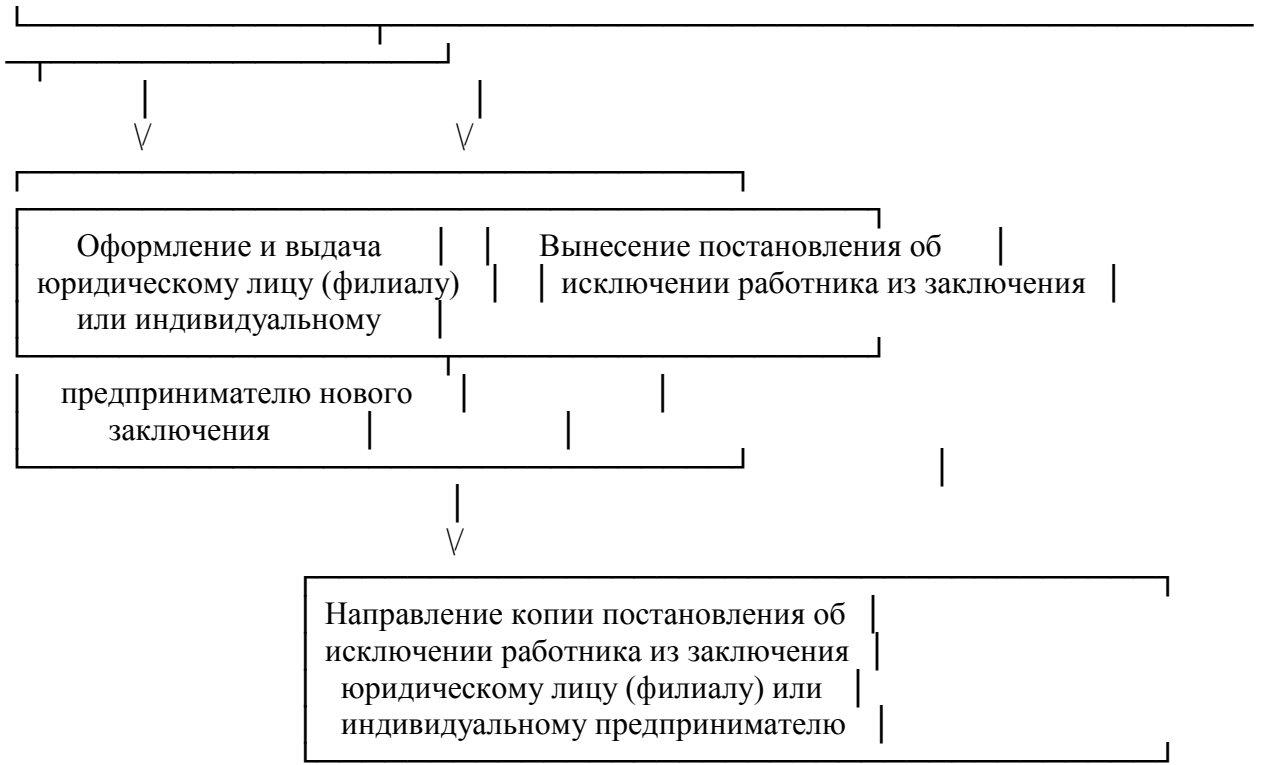 Оформление и выдача Вынесение постановления об
юридическому лицу (филиалу) исключении работника из заключения
или индивидуальному
предпринимателю нового
заключения
Направление копии постановления об
исключении работника из заключения
юридическому лицу (филиалу) или
индивидуальному предпринимателю